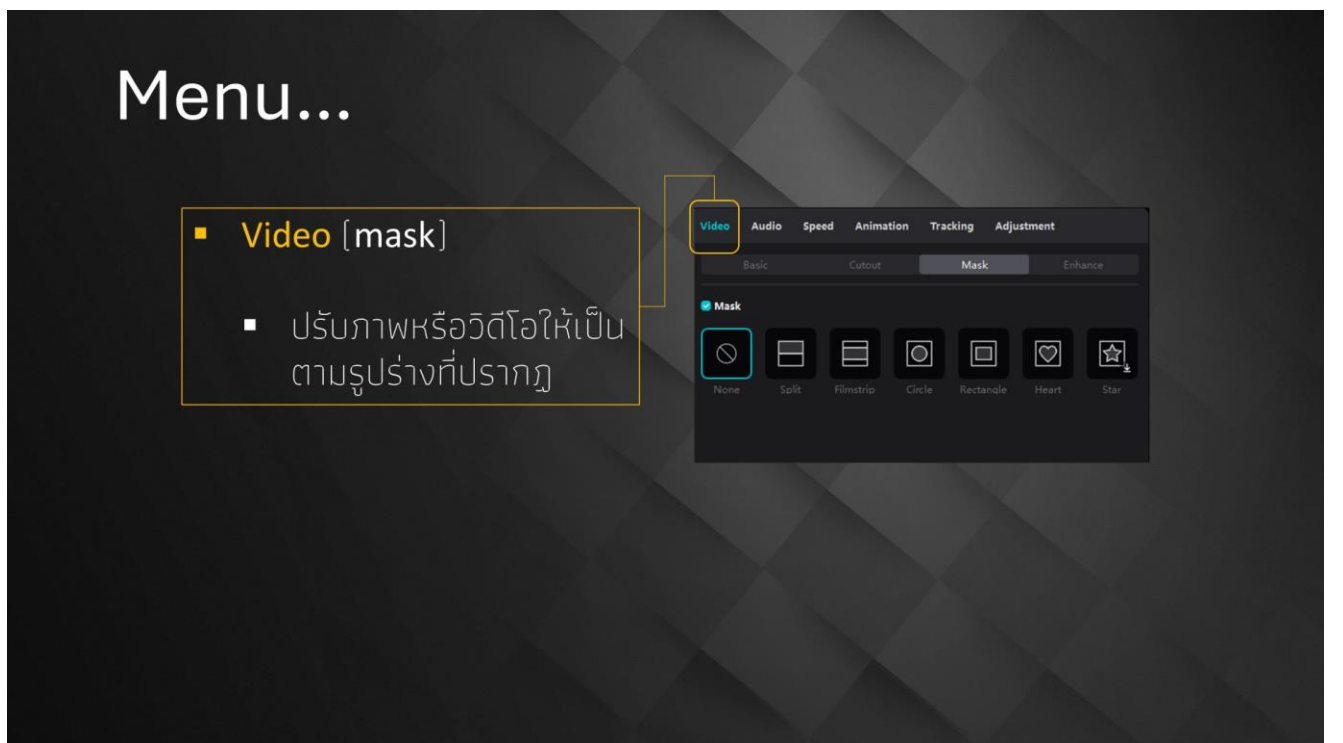 Menu...
▪ Video (mask)
▪ ปรับภาพหรือวิดีโอให้เป็น
ตามรูปร่างที่ปรากฏ
Video Audio Speed Animation Tracking Adjustment
Basic Cutout Mask Enhance
Mask
None Split Filmstrip Circle Rectangle Heart Star